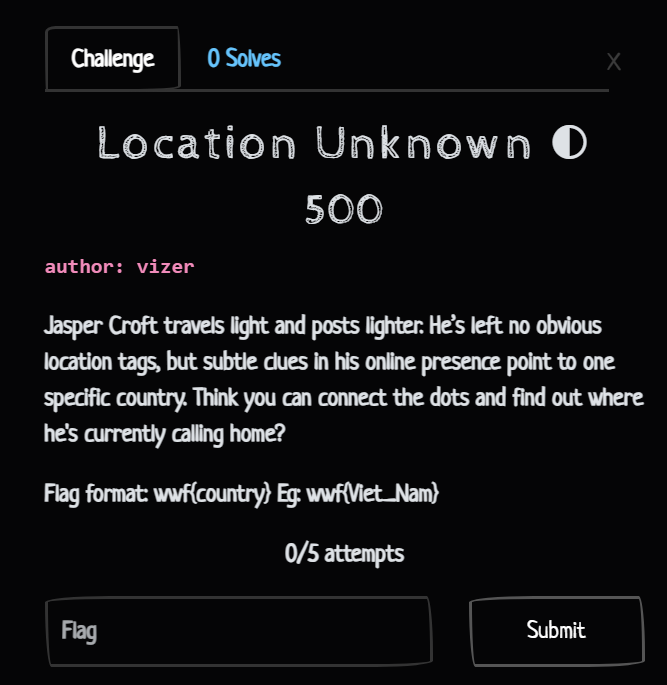 Challenge
0 Solves
X
Location Unknown
500
author: vizer
Jasper Croft travels light and posts lighter. He's left no obvious
location tags, but subtle clues in his online presence point to one
specific country. Think you can connect the dots and find out where
he's currently calling home?
Flag format: wwf{country} Eg: wwf{Viet_Nam}
0/5 attempts
Flag
Submit